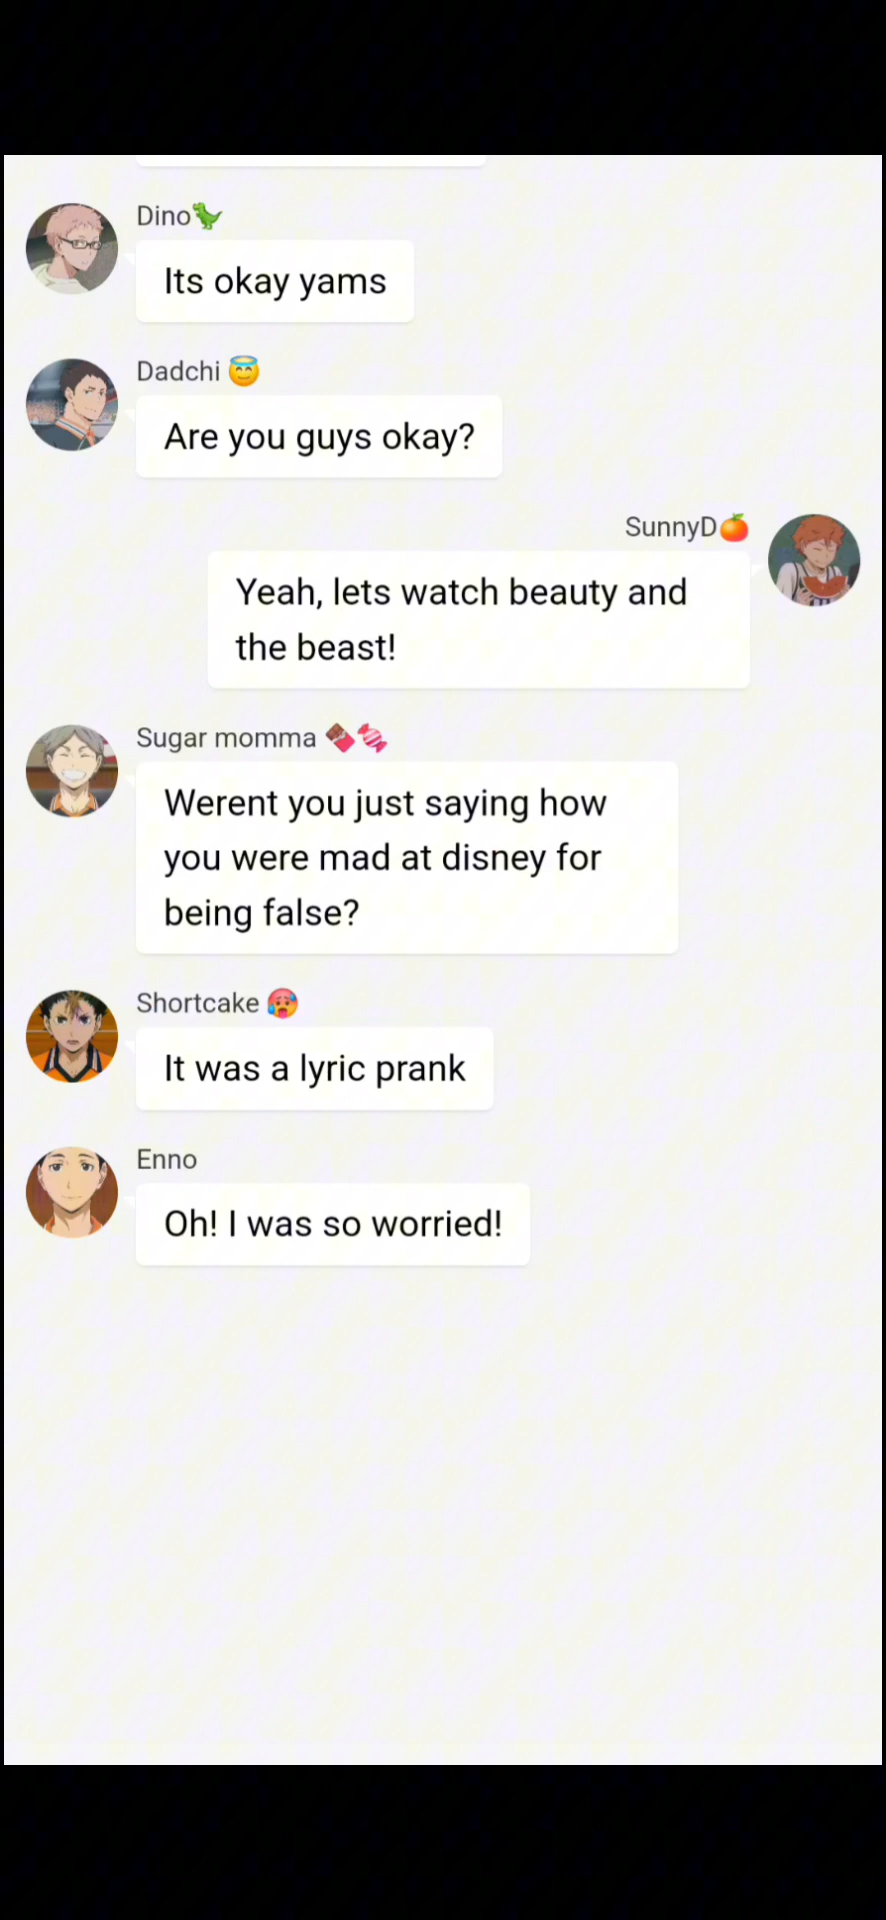 Dino🦖
Its okay yams
Dadchi 😇
Are you guys okay?
SunnyD🍊
Yeah, lets watch beauty and
the beast!
Sugar momma 🍫🍬
Werent you just saying how
you were mad at disney for
being false?
Shortcake 🥵
It was a lyric prank
Enno
Oh! I was so worried!